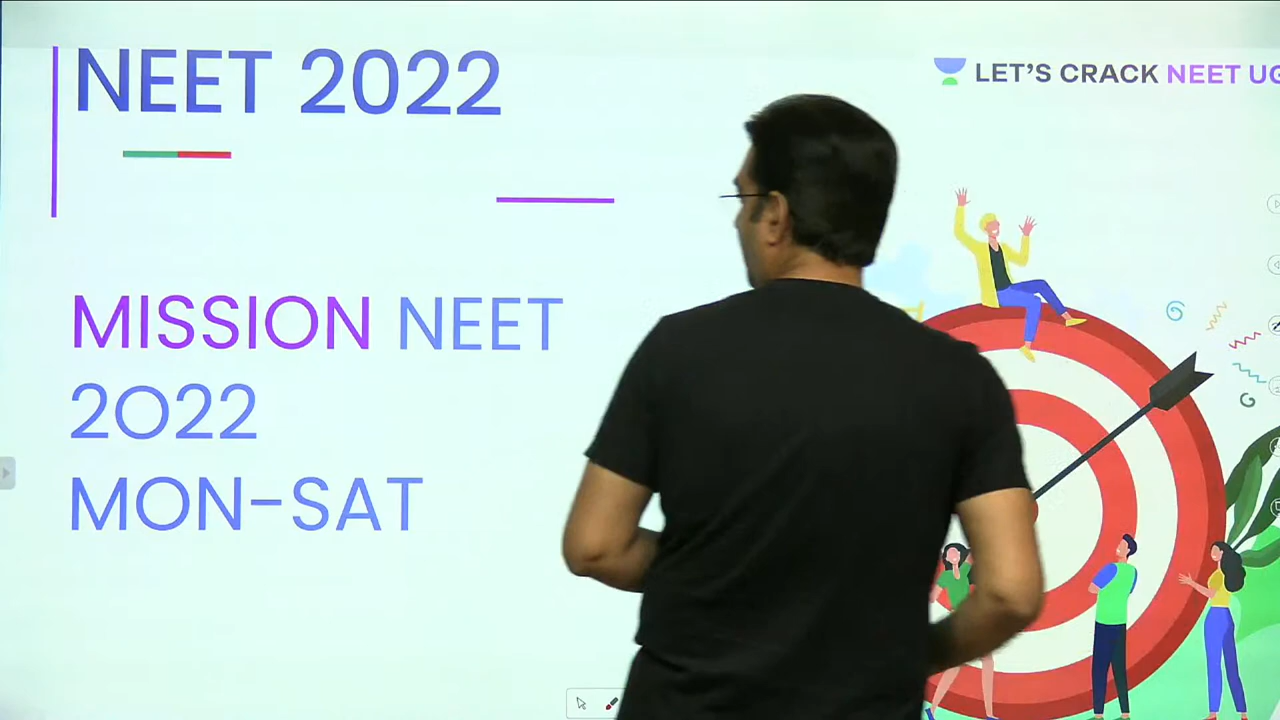 NEET 2022
LET'S CRACK NEET UG
MISSION NEET
2022
MON-SAT